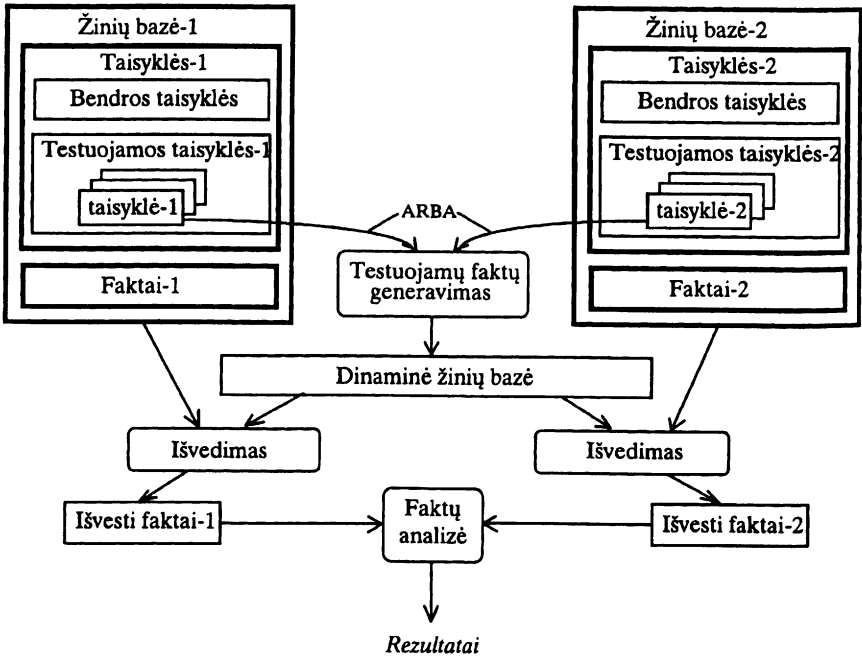 Žinių bazė-1
Taisyklės-1
Bendros taisyklės
Testuojamos taisyklės-1
taisyklė-1
Faktai-1
Žinių bazė-2
Taisyklės-2
Bendros taisyklės
Testuojamos taisyklės-2
taisyklė-2
Faktai-2
ARBA
Testuojamų faktų
generavimas
Dinaminė žinių bazė
Išvedimas
Išvedimas
Išvesti faktai-1
Faktų
analizė
Išvesti faktai-2
Rezultatai